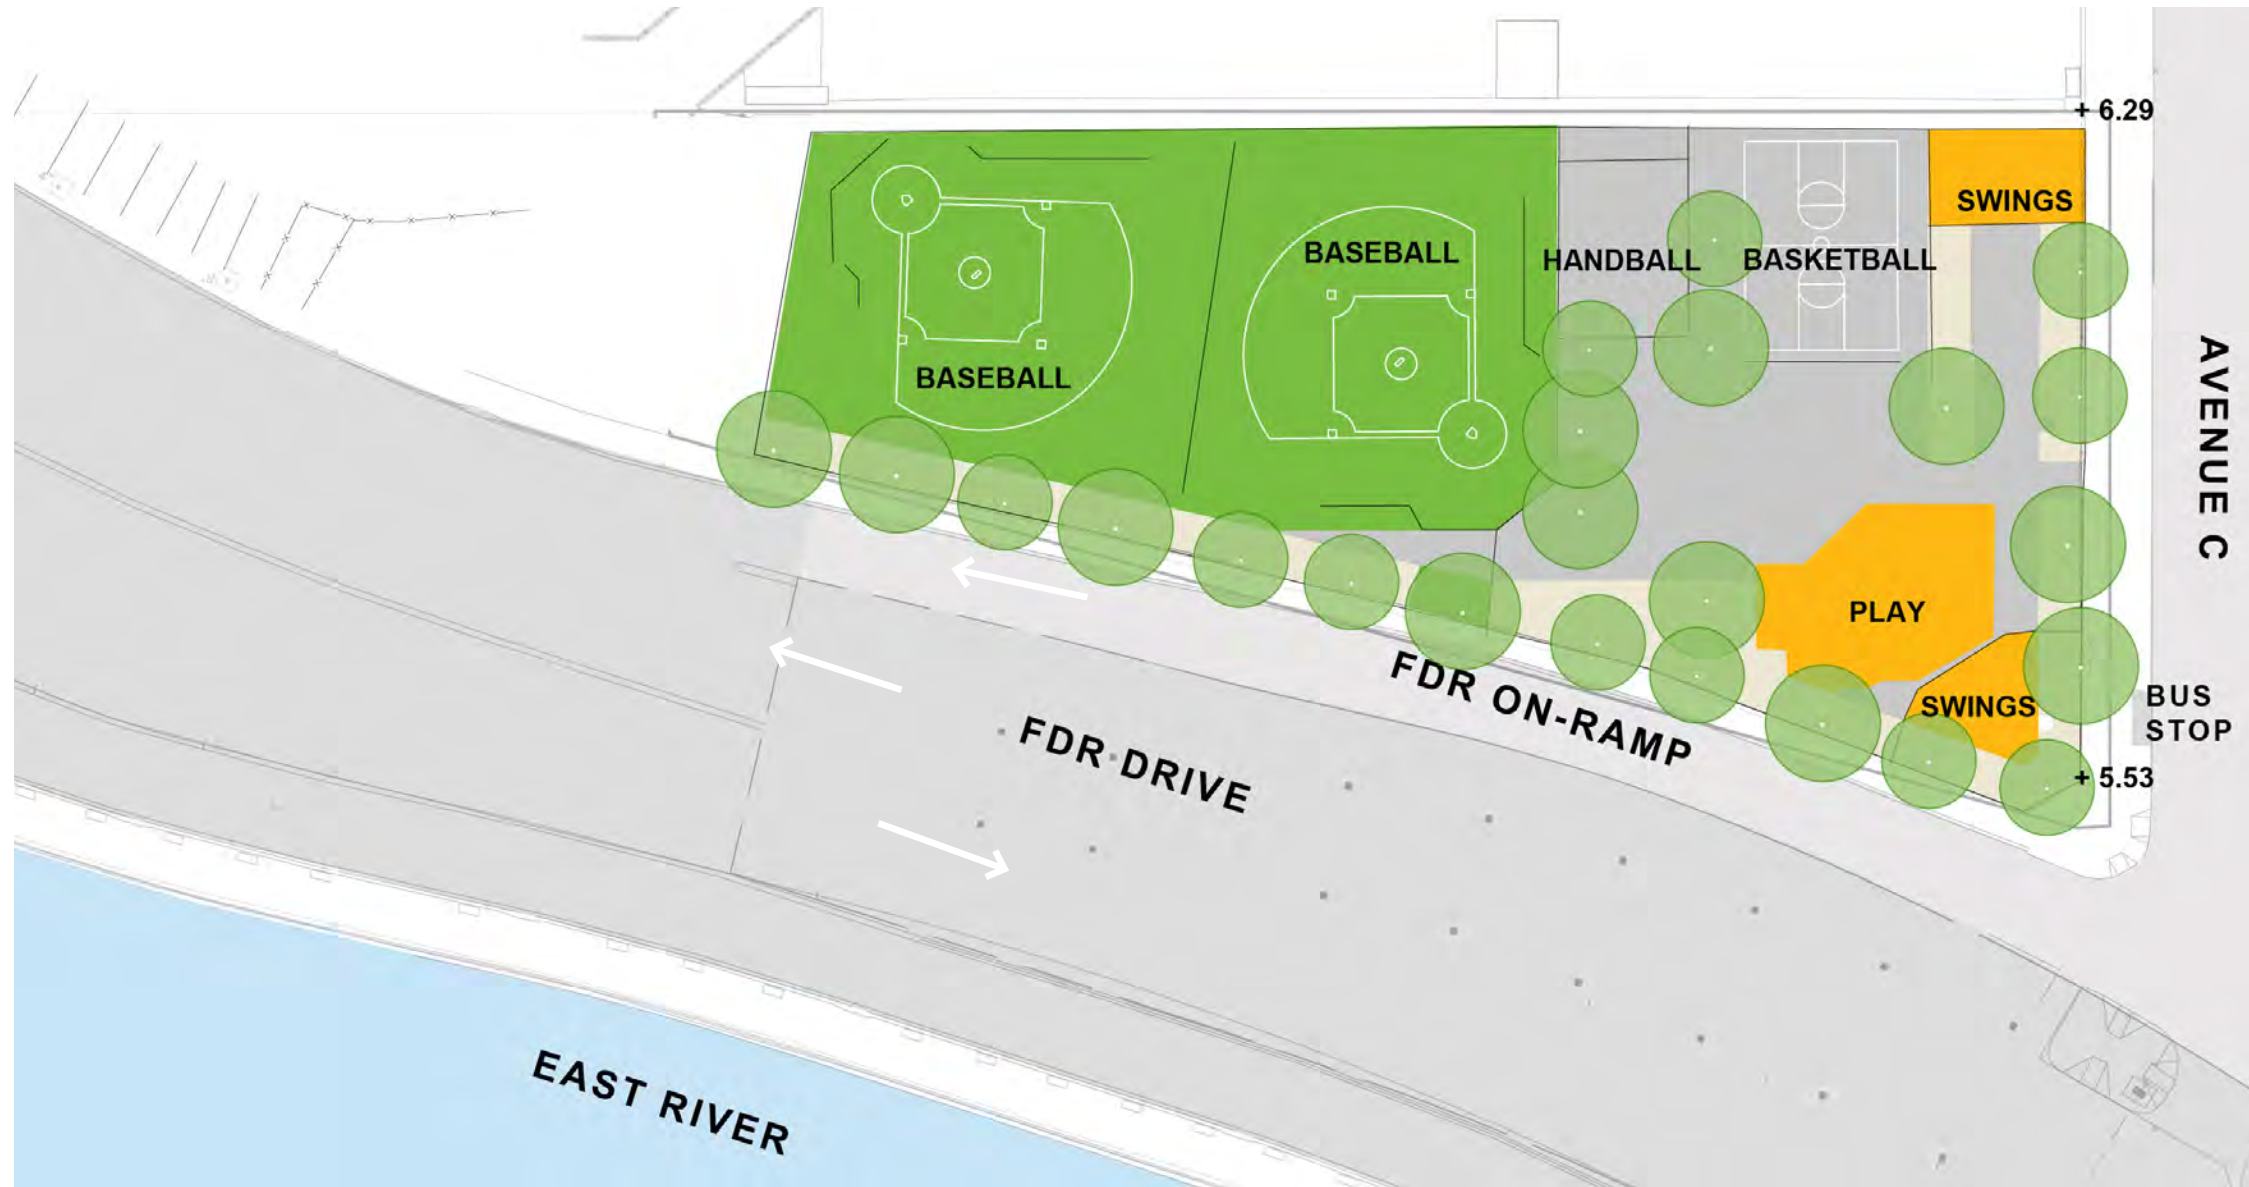 + 6.29
SWINGS
BASEBALL
HANDBALL
BASKETBALL
BASEBALL
AVENUE C
PLAY
SWINGS
BUS
STOP
FDR ON-RAMP
FDR DRIVE
+ 5.53
EAST RIVER